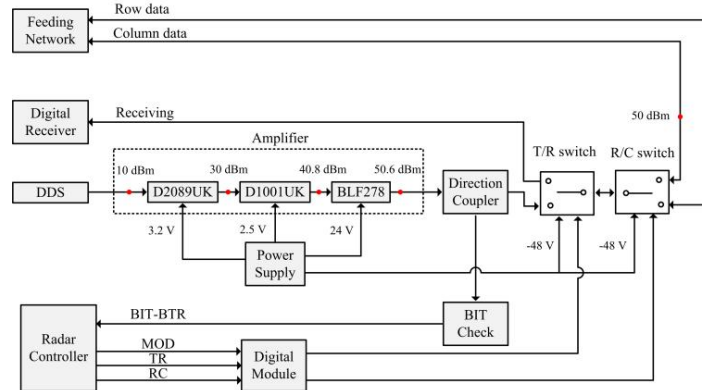 Feeding
Network
Row data
Column data
Digital
Receiver
Receiving
50 dBm
Amplifier
T/R switch
R/C switch
10 dBm
30 dBm
40.8 dBm
50.6 dBm
DDS
D2089UK
D1001UK
BLF278
Direction
Coupler
3.2 V
2.5 V
24 V
-48 V
-48 V
Power
Supply
BIT
Check
BIT-BTR
Radar
Controller
MOD
TR
RC
Digital
Module